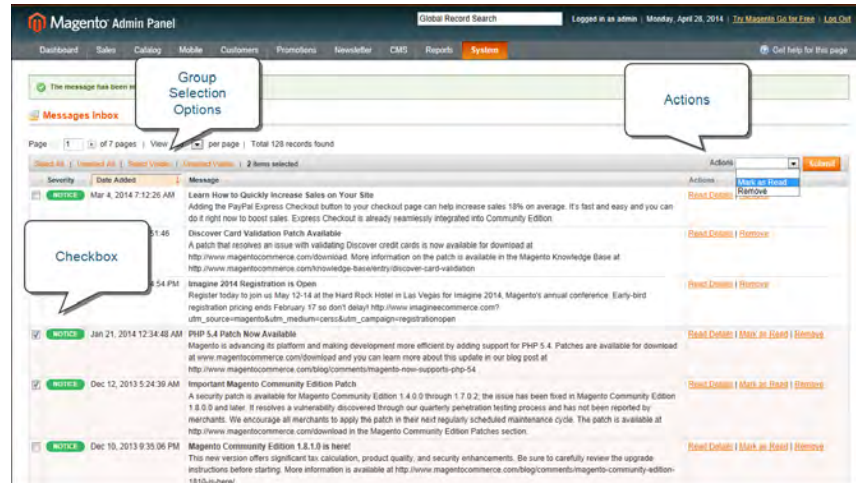 Magento Admin Panel
Global Record Search
Logged in as admin | Monday, April 28, 2014 | Try Magento Go for Free | Log Out
Dashboard Sales Catalog Mobile Customers Promotions Newsletter CMS Reports System
Get help for this page
The message has been
Group
Selection
Options
Actions
Messages Inbox
Page 1 of 7 pages | View per page | Total 128 records found
Select All | Unselect All | Select Visible | Unselect Visible | 2 items selected
Actions Submit
Mark as Read
Remove
Severity Date Added Message Actions
NOTICE Mar 4, 2014 7:12:26 AM Learn How to Quickly Increase Sales on Your Site Read Details | Remove
Adding the PayPal Express Checkout button to your checkout page can help increase sales 18% on average. It's fast and easy and you can
do it right now to boost sales. Express Checkout is already seamlessly integrated into Community Edition.
51:46 Discover Card Validation Patch Available Read Details | Remove
A patch that resolves an issue with validating Discover credit cards is now available for download at
http://www.magentocommerce.com/download. More information on the patch is available in the Magento Knowledge Base at
http://www.magentocommerce.com/knowledge-base/entry/discover-card-validation
Checkbox
54 PM Imagine 2014 Registration is Open Read Details | Remove
Register today to join us May 12-14 at the Hard Rock Hotel in Las Vegas for Imagine 2014, Magento's annual conference. Early-bird
registration pricing ends February 17 so don't delay! http://www.imagineecommerce.com?
utm_source=magento&utm_medium=cerss&utm_campaign=registrationopen
NOTICE Jan 21, 2014 12:34:48 AM PHP 5.4 Patch Now Available Read Details | Mark as Read | Remove
Magento is advancing its platform and making development more efficient by adding support for PHP 5.4. Patches are available for download
at www.magentocommerce.com/download and you can learn more about this update in our blog post at
http://www.magentocommerce.com/blog/comments/magento-now-supports-php-54
NOTICE Dec 12, 2013 5:24:39 AM Important Magento Community Edition Patch Read Details | Mark as Read | Remove
A security patch is available for Magento Community Edition 1.4.0.0 through 1.7.0.2; the issue has been fixed in Magento Community Edition
1.8.0.0 and later. It resolves a vulnerability discovered through our quarterly penetration testing process and has not been reported by
merchants. We encourage all merchants to apply the patch in their next regularly scheduled maintenance cycle. The patch is available at
http://www.magentocommerce.com/download in the Magento Community Edition Patches section.
NOTICE Dec 10, 2013 9:35:06 PM Magento Community Edition 1.8.1.0 is here! Read Details | Mark as Read | Remove
This new version offers significant tax calculation, product quality, and security enhancements. Be sure to carefully review the upgrade
instructions before starting. More information is available at http://www.magentocommerce.com/blog/comments/magento-community-edition-
1810-is-here/